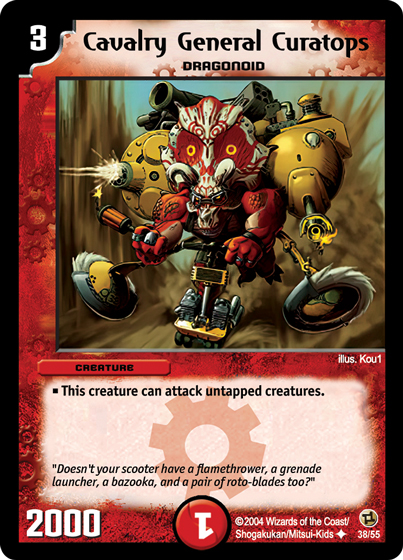 3
Cavalry General Curatops
DRAGONOID
illus. Kou1
CREATURE
▪ This creature can attack untapped creatures.
"Doesn't your scooter have a flamethrower, a grenade
launcher, a bazooka, and a pair of roto-blades too?"
2000
1
©2004 Wizards of the Coast/
Shogakukan/Mitsui-Kids ✦
38/55